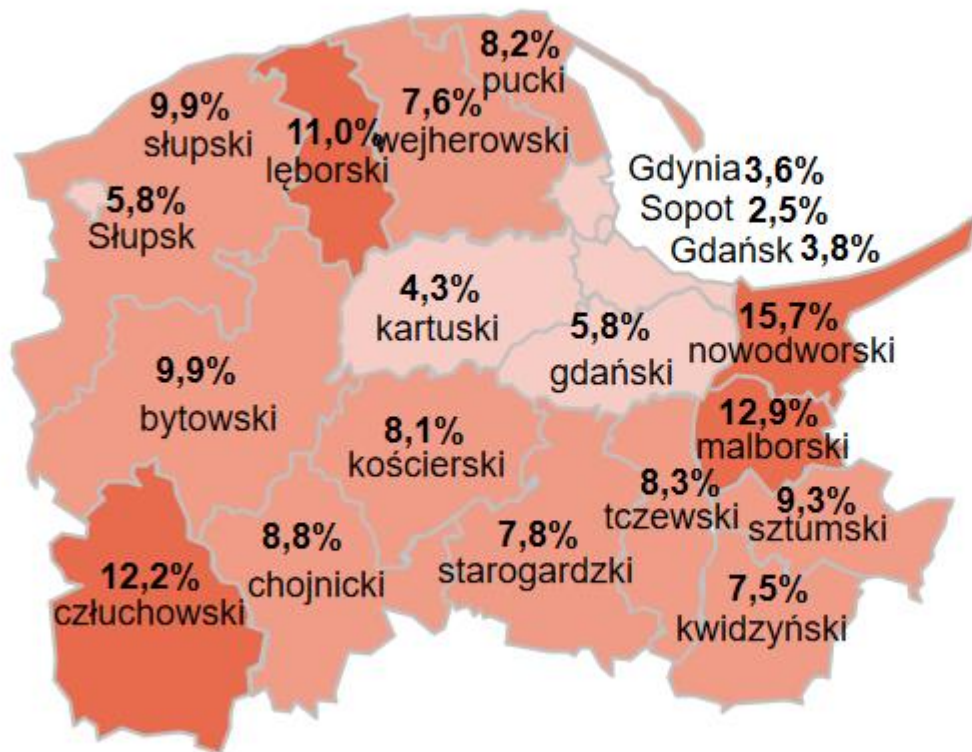 8,2%
pucki
9,9%
słupski
7,6%
wejherowski
11,0%
lęborski
Gdynia 3,6%
Sopot 2,5%
Gdańsk 3,8%
5,8%
Słupsk
4,3%
kartuski
5,8%
gdański
15,7%
nowodworski
9,9%
bytowski
8,1%
kościerski
12,9%
malborski
8,3%
tczewski
9,3%
sztumski
12,2%
człuchowski
8,8%
chojnicki
7,8%
starogardzki
7,5%
kwidzyński